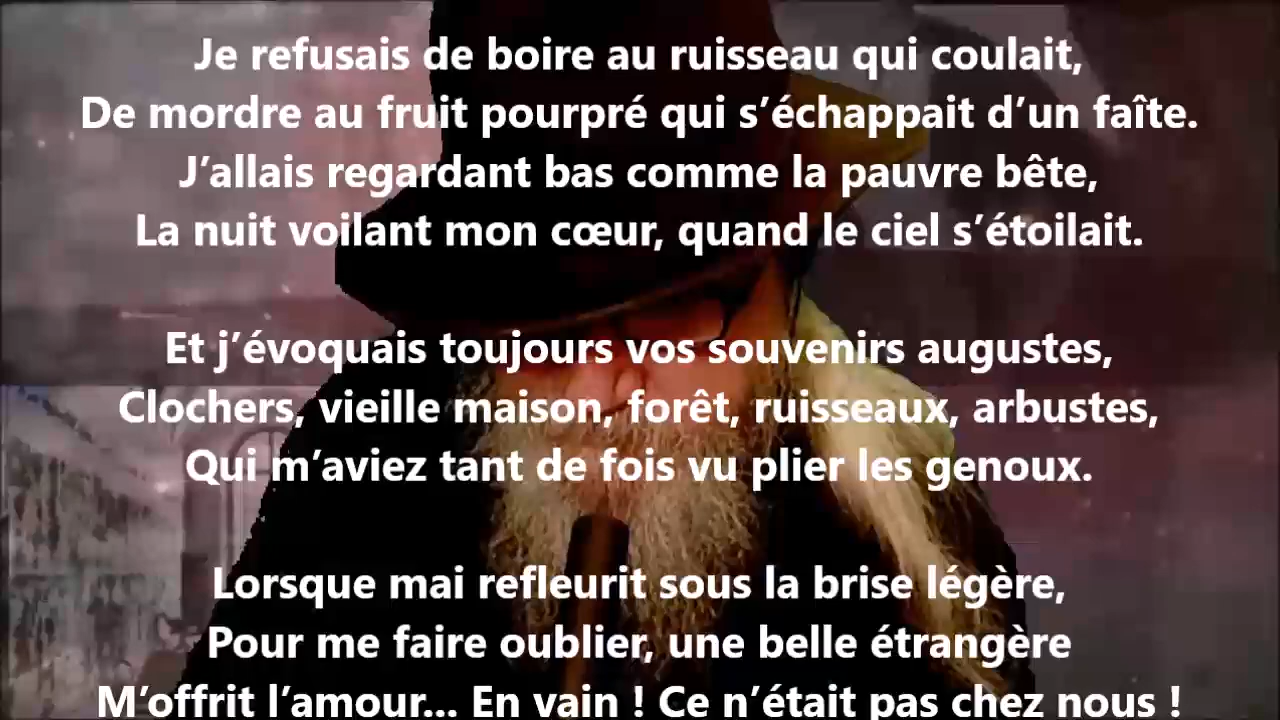 Je refusais de boire au ruisseau qui coulait,
De mordre au fruit pourpré qui s’échappait d’un faîte.
J’allais regardant bas comme la pauvre bête,
La nuit voilant mon cœur, quand le ciel s’étoilait.
Et j’évoquais toujours vos souvenirs augustes,
Clochers, vieille maison, forêt, ruisseaux, arbustes,
Qui m’aviez tant de fois vu plier les genoux.
Lorsque mai refleurit sous la brise légère,
Pour me faire oublier, une belle étrangère
M’offrit l’amour... En vain ! Ce n’était pas chez nous !